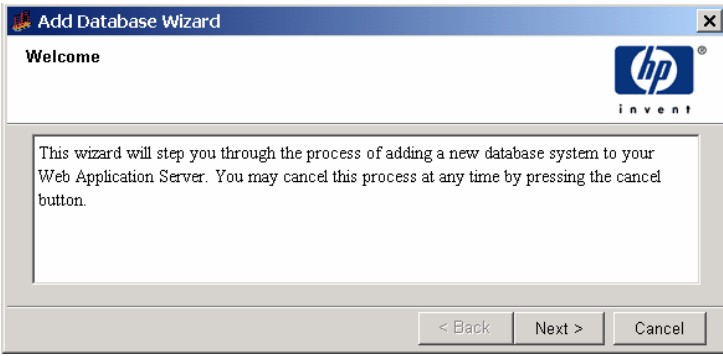 Add Database Wizard
Welcome
hp
®
invent
This wizard will step you through the process of adding a new database system to your
Web Application Server. You may cancel this process at any time by pressing the cancel
button.
< Back Next > Cancel